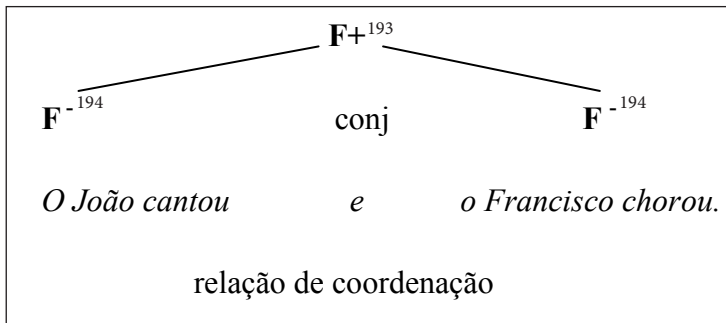 F+193
F -194 conj F -194
O João cantou e o Francisco chorou.
relação de coordenação